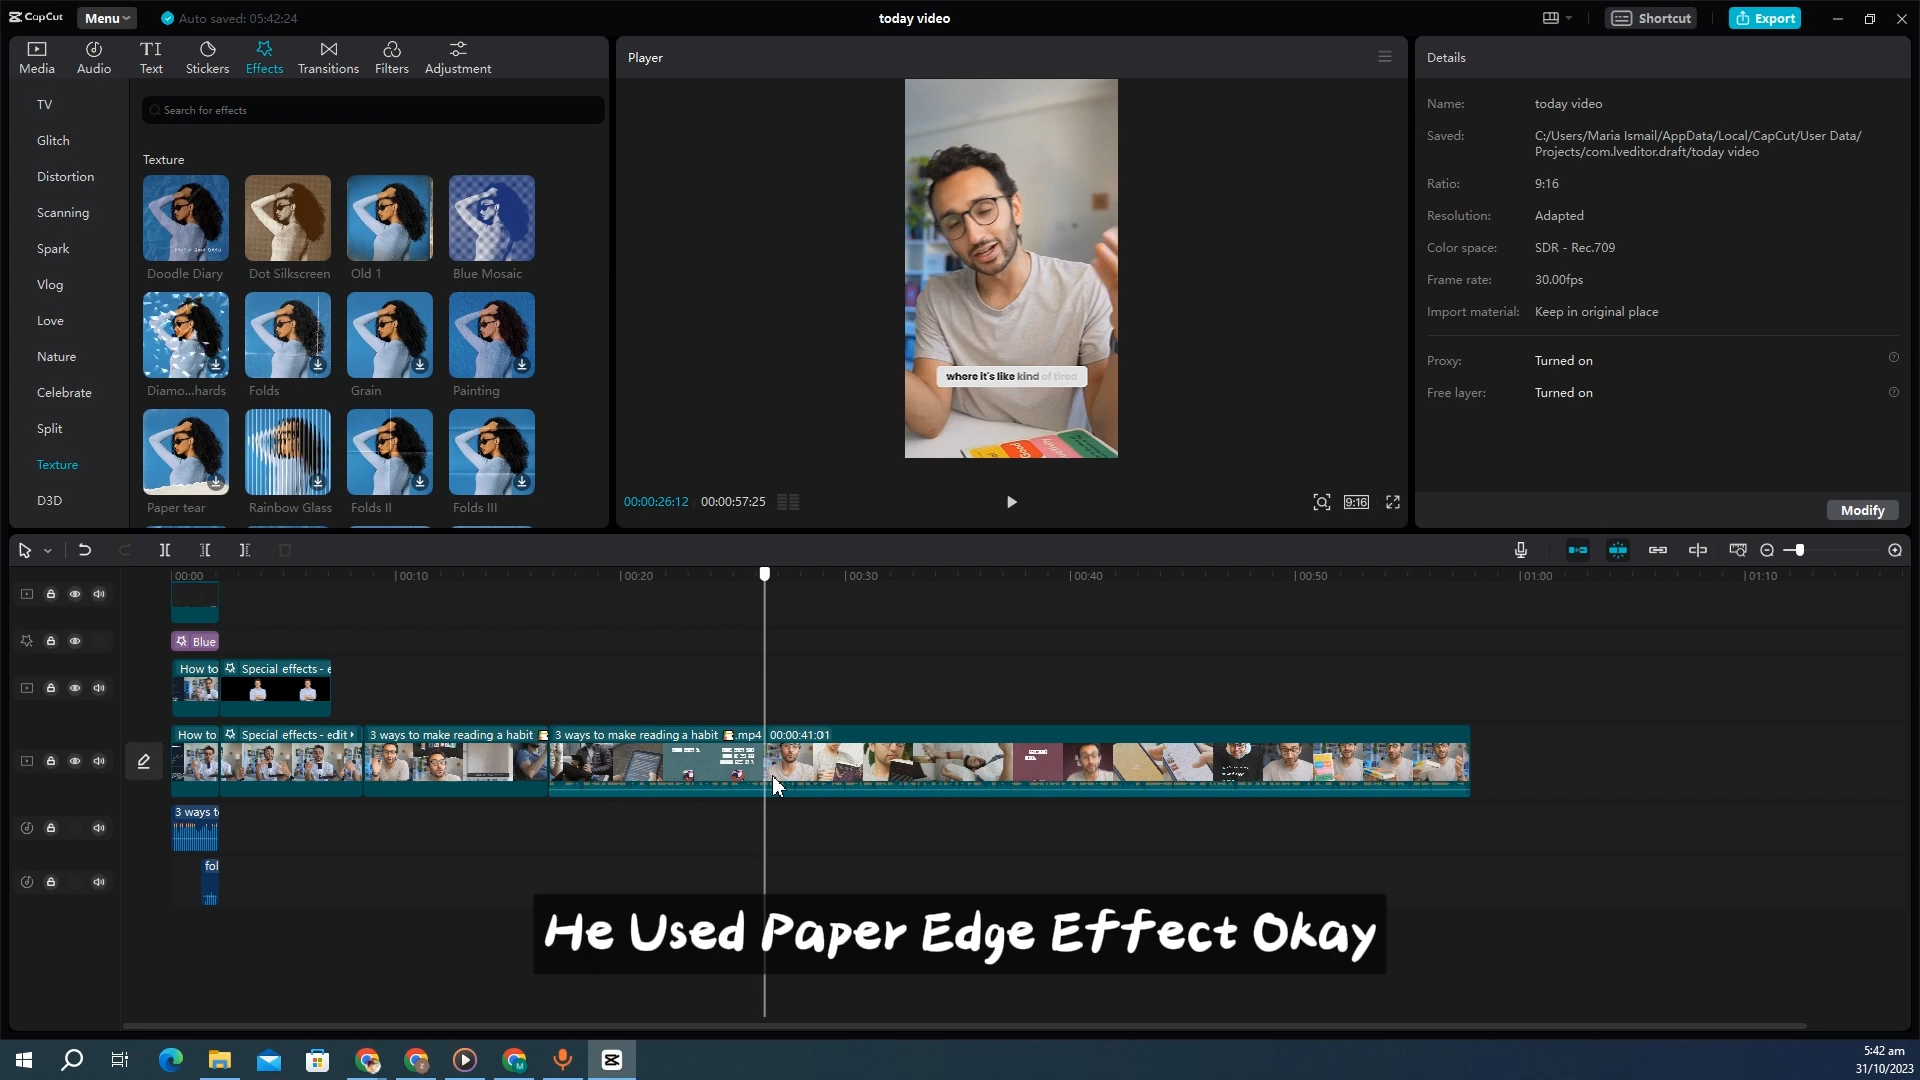 CapCut
Menu
Auto saved: 05:42:24
today video
Shortcut
Export
Media
Audio
TI
Text
Stickers
Effects
Transitions
Filters
Adjustment
Player
Details
TV
Glitch
Distortion
Scanning
Spark
Vlog
Love
Nature
Celebrate
Split
Texture
D3D
Search for effects
Texture
Doodle Diary
Dot Silkscreen
Old 1
Blue Mosaic
Diamo...hards
Folds
Grain
Painting
Paper tear
Rainbow Glass
Folds II
Folds III
where it's like kind of tired
00:00:26:12
00:00:57:25
9:16
Name:
today video
Saved:
C:/Users/Maria Ismail/AppData/Local/CapCut/User Data/
Projects/com.lveditor.draft/today video
Ratio:
9:16
Resolution:
Adapted
Color space:
SDR - Rec.709
Frame rate:
30.00fps
Import material:
Keep in original place
Proxy:
Turned on
Free layer:
Turned on
Modify
00:00
00:10
00:20
00:30
00:40
00:50
01:00
01:10
Blue
How to
Special effects - e
How to
Special effects - edit
3 ways to make reading a habit
3 ways to make reading a habit .mp4
00:00:41:01
3 ways t
fol
He Used Paper Edge Effect Okay
5:42 am
31/10/2023